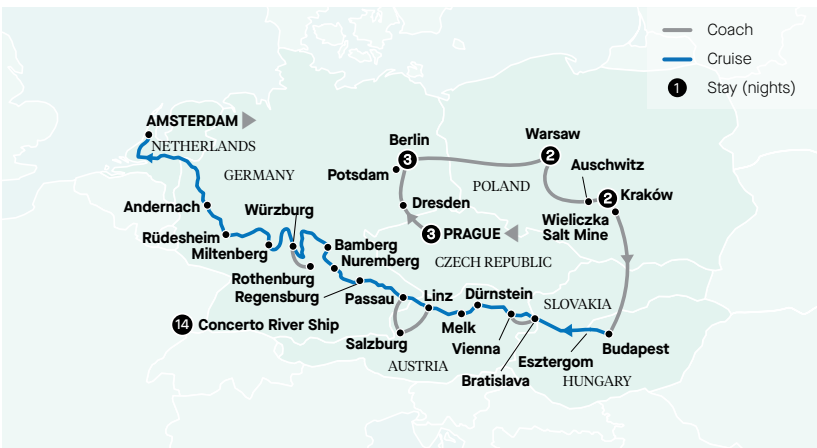 Coach
Cruise
1 Stay (nights)
AMSTERDAM
NETHERLANDS
GERMANY
Berlin
3
Potsdam
Warsaw
2
Auschwitz
POLAND
2 Kraków
Wieliczka
Salt Mine
Dresden
3 PRAGUE
CZECH REPUBLIC
Andernach
Würzburg
Rüdesheim
Miltenberg
Bamberg
Nuremberg
Rothenburg
Regensburg
Passau
Linz
Dürnstein
SLOVAKIA
14 Concerto River Ship
Salzburg
Melk
Vienna
AUSTRIA
Bratislava
Esztergom
Budapest
HUNGARY